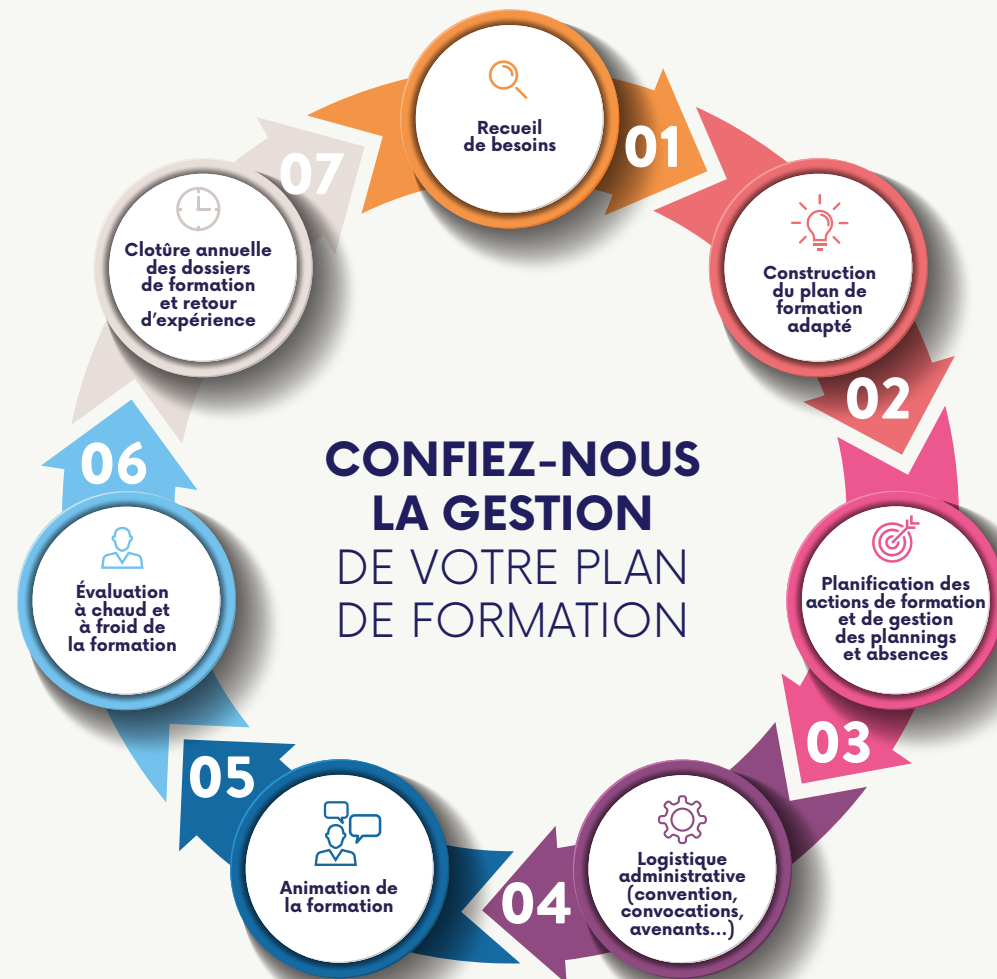 Recueil
de besoins
01
Construction
du plan de
formation
adapté
02
Planification des
actions de formation
et de gestion
des plannings
et absences
03
Logistique
administrative
(convention,
convocations,
avenants...)
04
Animation de
la formation
05
Évaluation
à chaud et
à froid de
la formation
06
Clotûre annuelle
des dossiers
de formation
et retour
d'expérience
07
CONFIEZ-NOUS
LA GESTION
DE VOTRE PLAN
DE FORMATION